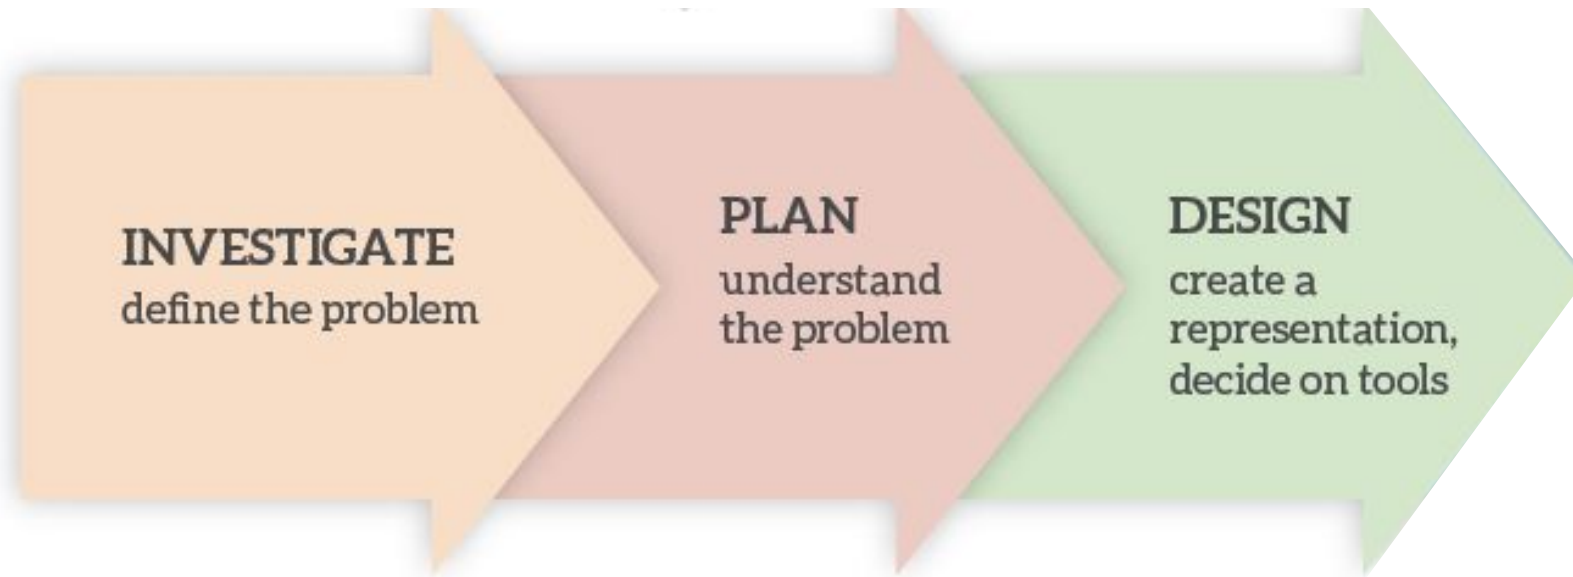 INVESTIGATE
define the problem
PLAN
understand
the problem
DESIGN
create a
representation,
decide on tools